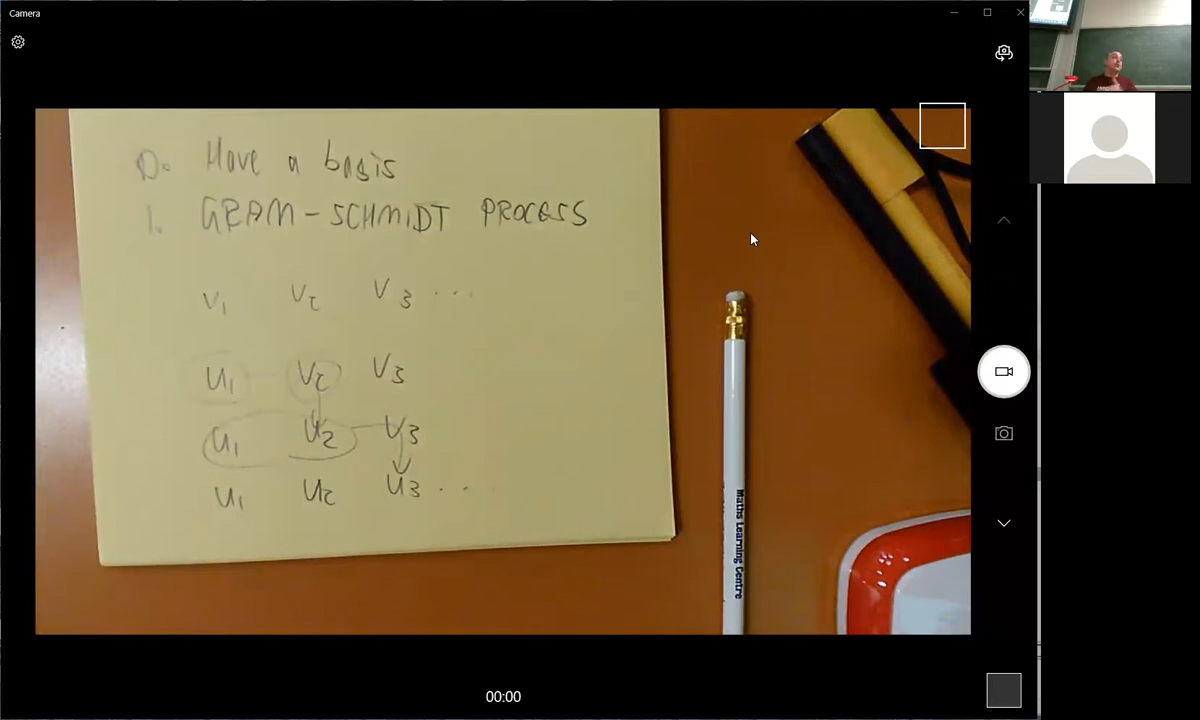 Camera
0. Have a basis
1. GRAM-SCHMIDT PROCESS
v1 v2 v3 ...
u1 v2 v3
u1 u2 v3
u1 u2 u3 ...
Maths Learning Centre
00:00